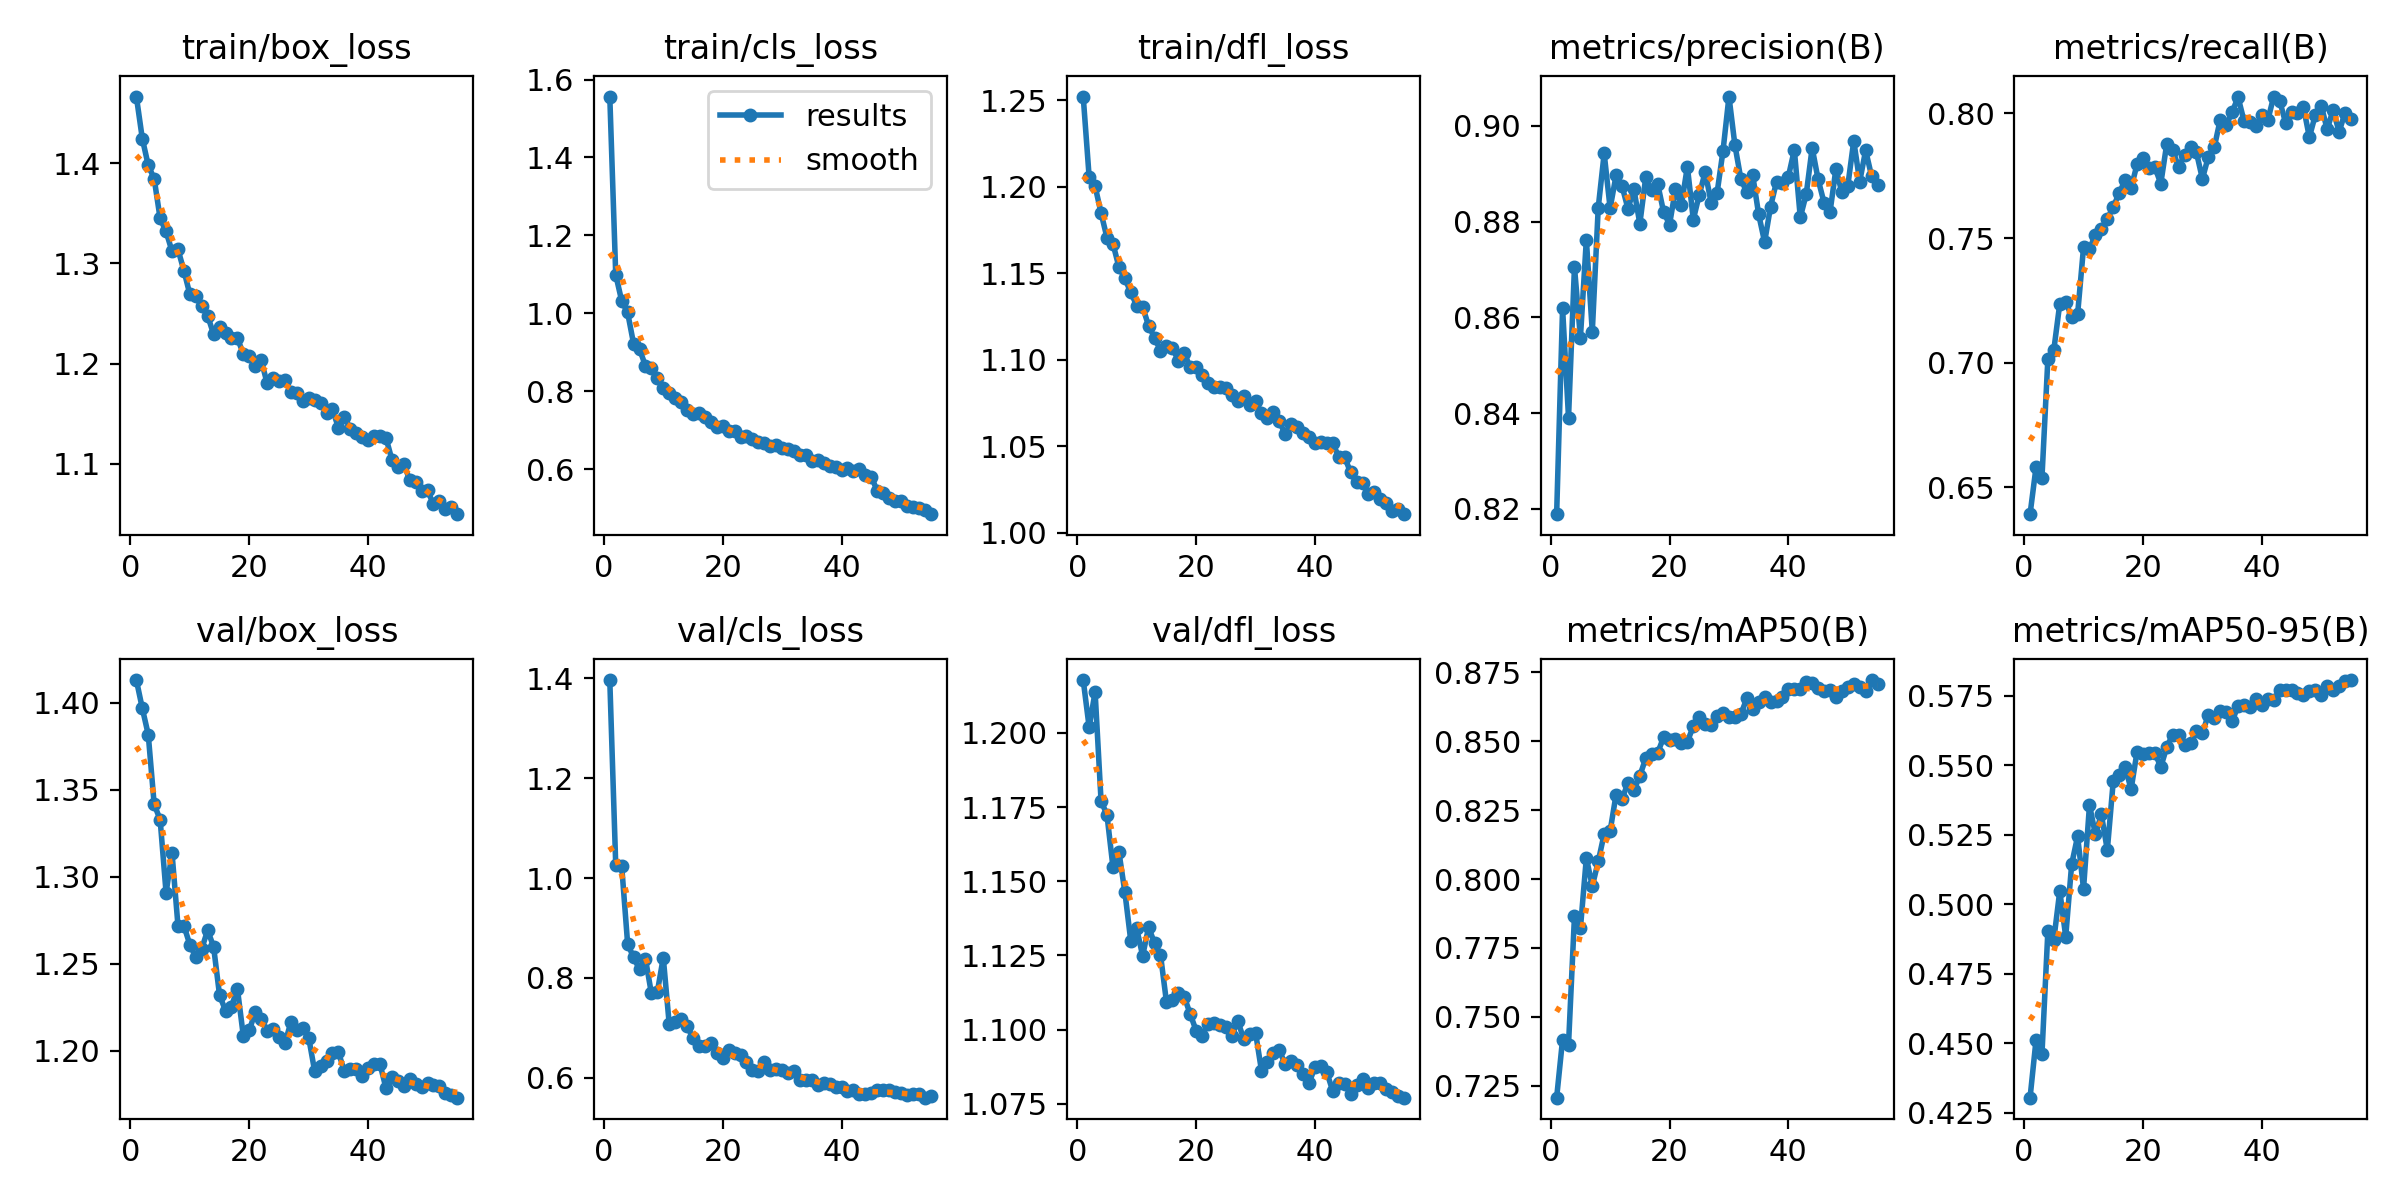 train/box_loss
1.4
1.3
1.2
1.1
0 20 40
train/cls_loss
results
smooth
1.6
1.4
1.2
1.0
0.8
0.6
0 20 40
train/dfl_loss
1.25
1.20
1.15
1.10
1.05
1.00
0 20 40
metrics/precision(B)
0.90
0.88
0.86
0.84
0.82
0 20 40
metrics/recall(B)
0.80
0.75
0.70
0.65
0 20 40
val/box_loss
1.40
1.35
1.30
1.25
1.20
0 20 40
val/cls_loss
1.4
1.2
1.0
0.8
0.6
0 20 40
val/dfl_loss
1.200
1.175
1.150
1.125
1.100
1.075
0 20 40
metrics/mAP50(B)
0.875
0.850
0.825
0.800
0.775
0.750
0.725
0 20 40
metrics/mAP50-95(B)
0.575
0.550
0.525
0.500
0.475
0.450
0.425
0 20 40